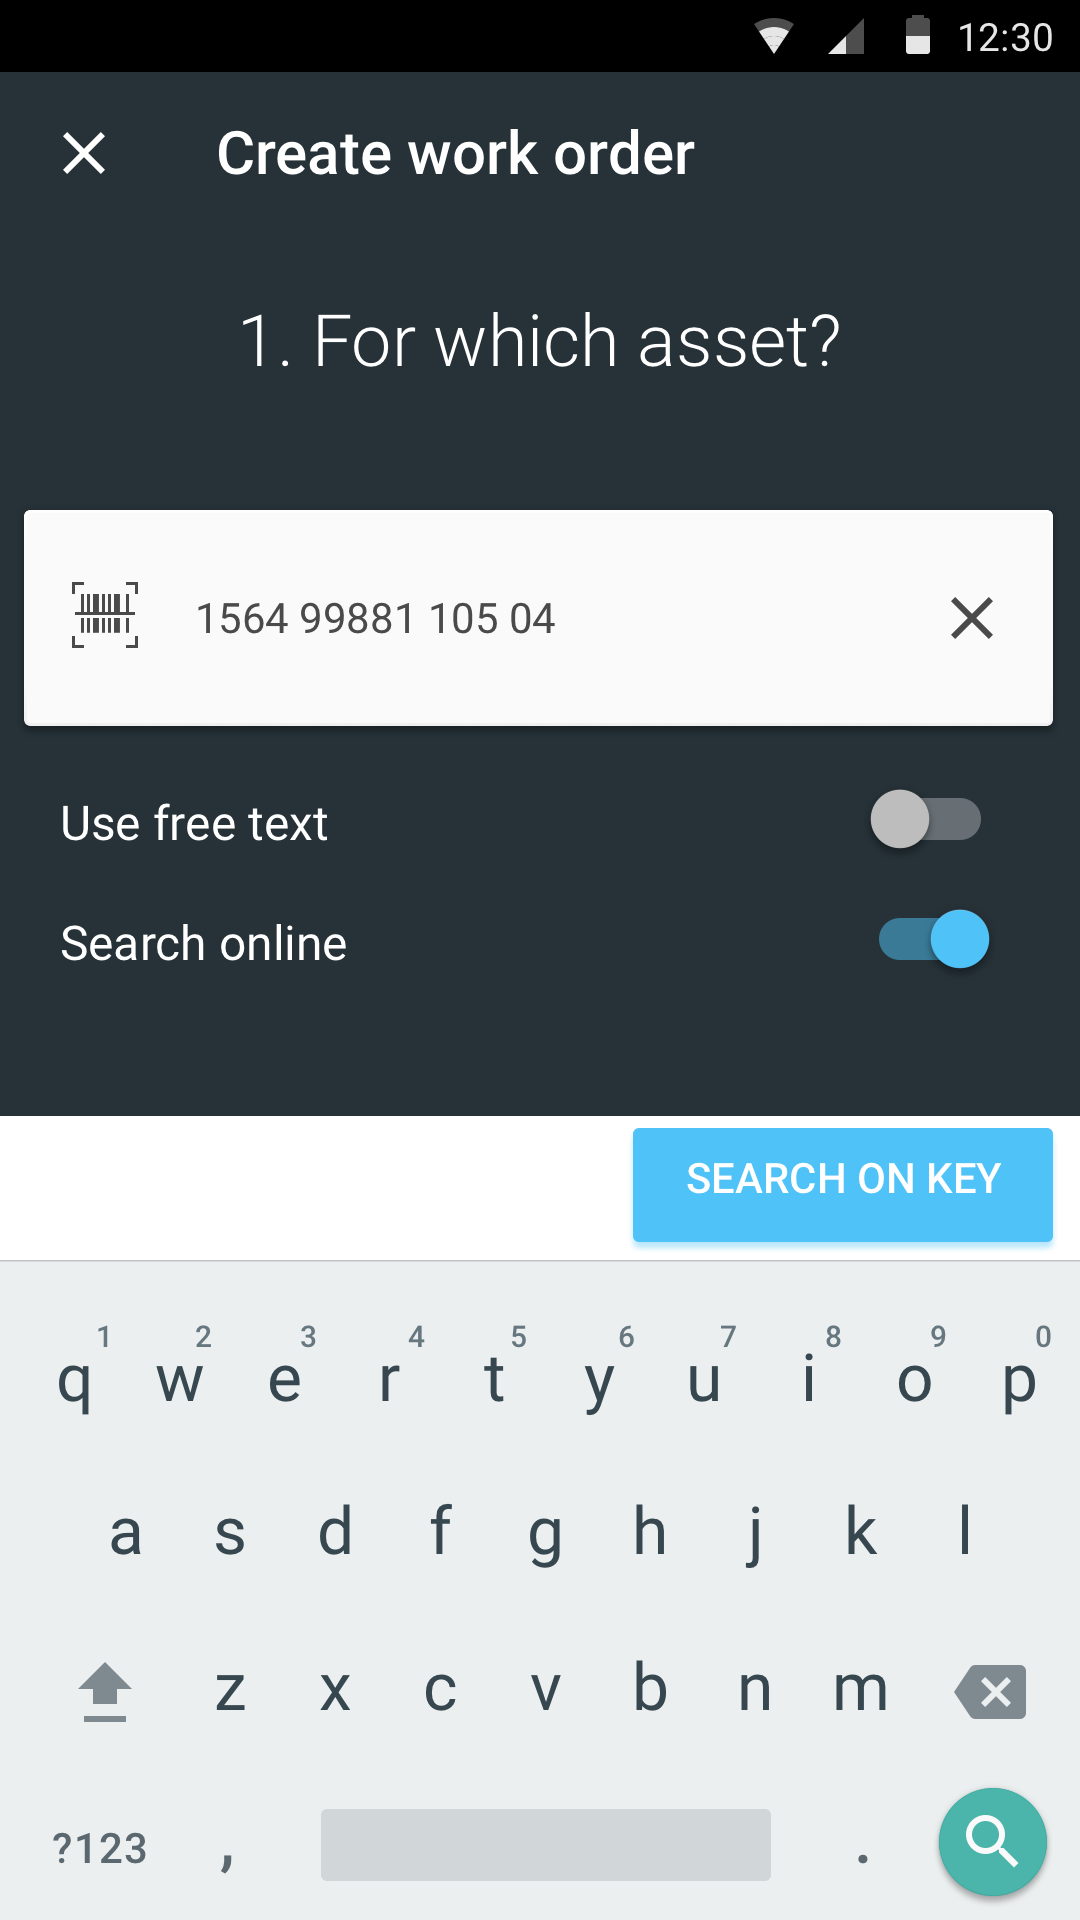 12:30
Create work order
1. For which asset?
1564 99881 105 04
Use free text
Search online
SEARCH ON KEY
1 2 3 4 5 6 7 8 9 0
q w e r t y u i o p
a s d f g h j k l
z x c v b n m
?123 , .